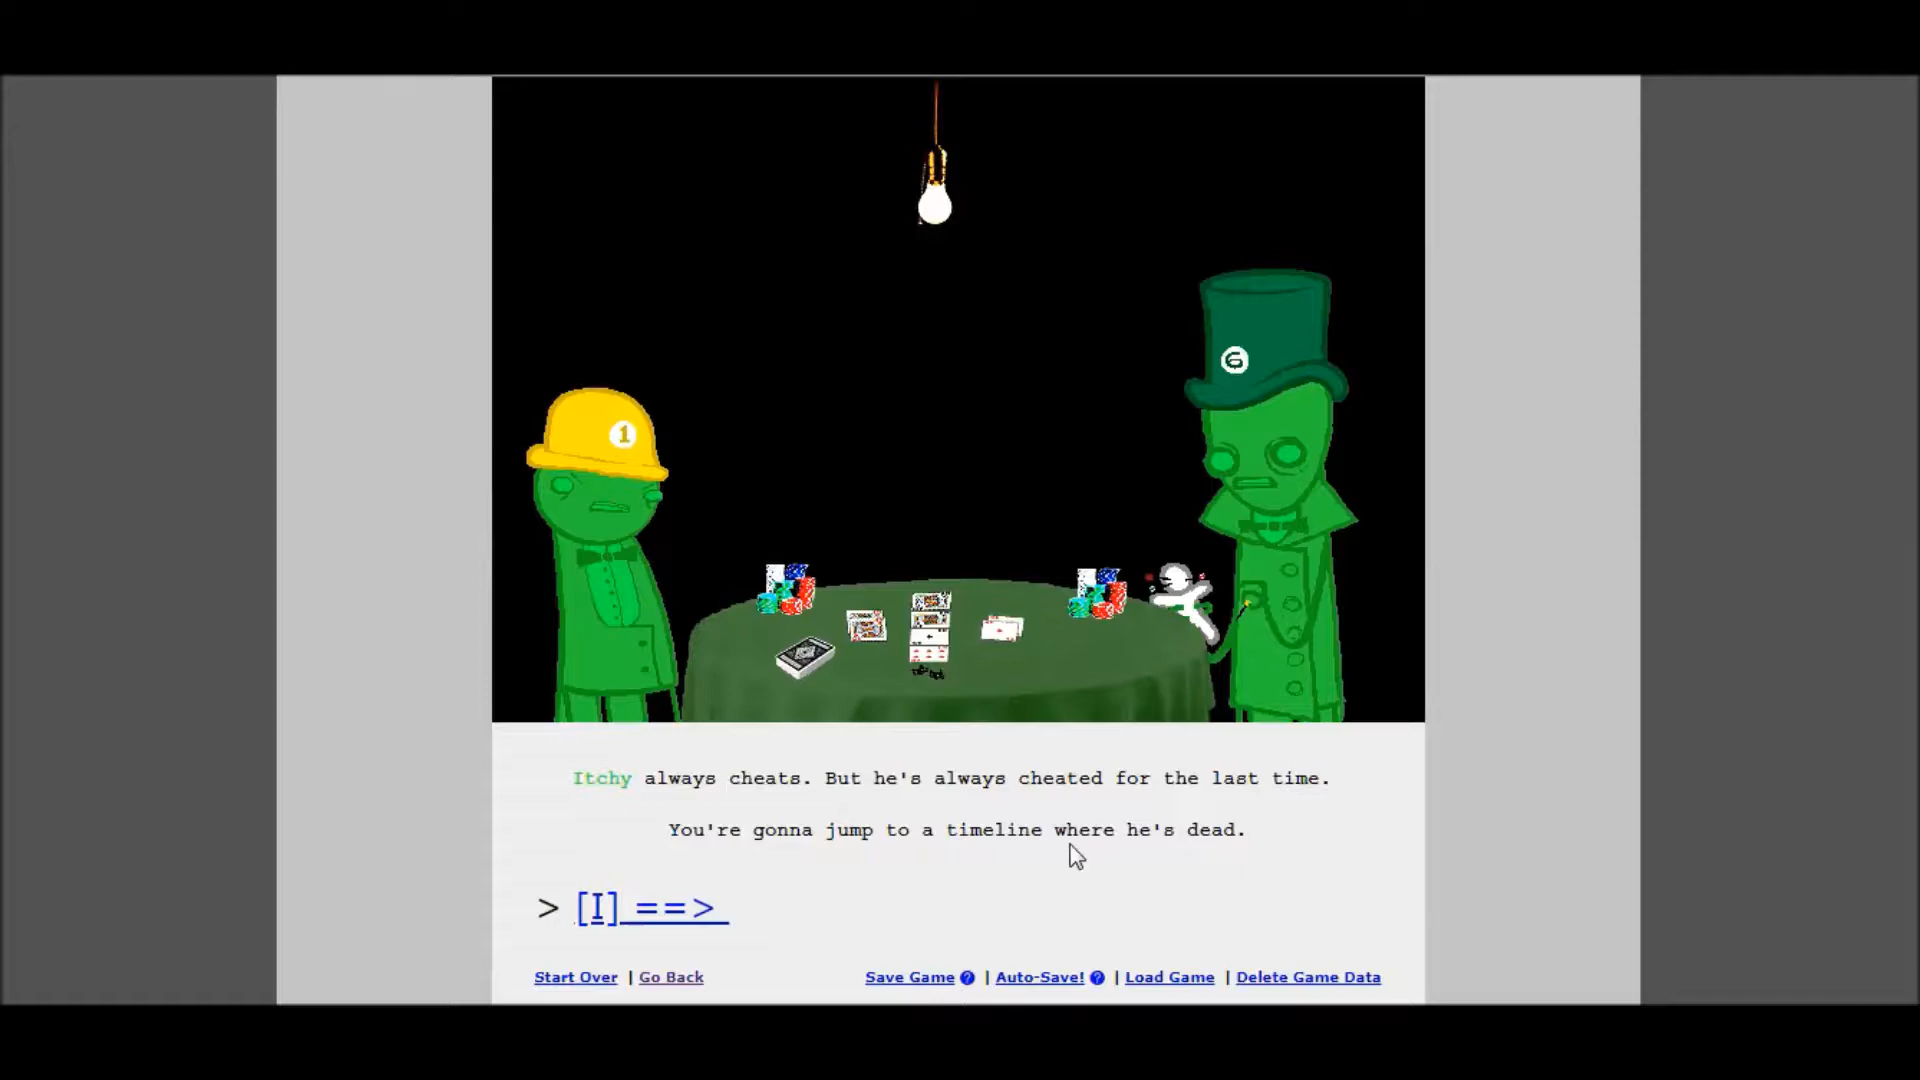 6
1
Itchy always cheats. But he's always cheated for the last time.
You're gonna jump to a timeline where he's dead.
> [I] ==>
Start Over | Go Back
Save Game ? | Auto-Save! ? | Load Game | Delete Game Data